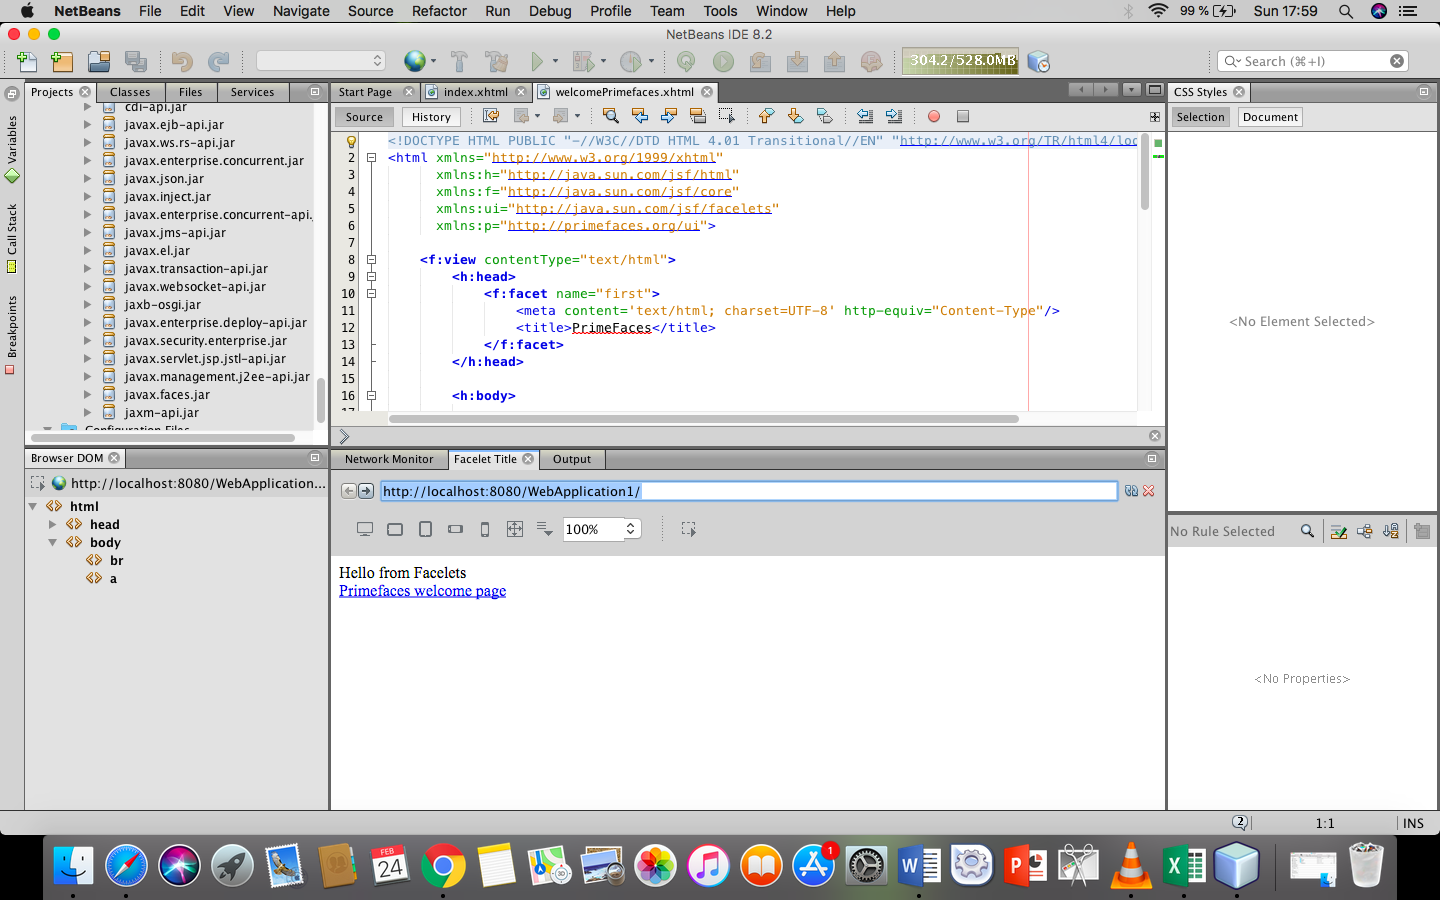 NetBeans File Edit View Navigate Source Refactor Run Debug Profile Team Tools Window Help 99 % Sun 17:59
NetBeans IDE 8.2
304.2/528.0MB Search (⌘+I)
Projects Classes Files Services
cdi-api.jar
javax.ejb-api.jar
javax.ws.rs-api.jar
javax.enterprise.concurrent.jar
javax.json.jar
javax.inject.jar
javax.enterprise.concurrent-api.
javax.jms-api.jar
javax.el.jar
javax.transaction-api.jar
javax.websocket-api.jar
jaxb-osgi.jar
javax.enterprise.deploy-api.jar
javax.security.enterprise.jar
javax.servlet.jsp.jstl-api.jar
javax.management.j2ee-api.jar
javax.faces.jar
jaxm-api.jar
Configuration Files
Variables
Call Stack
Breakpoints
Start Page index.xhtml welcomePrimefaces.xhtml
Source History
<!DOCTYPE HTML PUBLIC "-//W3C//DTD HTML 4.01 Transitional//EN" "http://www.w3.org/TR/html4/loo
2 <html xmlns="http://www.w3.org/1999/xhtml"
3 xmlns:h="http://java.sun.com/jsf/html"
4 xmlns:f="http://java.sun.com/jsf/core"
5 xmlns:ui="http://java.sun.com/jsf/facelets"
6 xmlns:p="http://primefaces.org/ui">
7
8 <f:view contentType="text/html">
9 <h:head>
10 <f:facet name="first">
11 <meta content='text/html; charset=UTF-8' http-equiv="Content-Type"/>
12 <title>PrimeFaces</title>
13 </f:facet>
14 </h:head>
15
16 <h:body>
CSS Styles
Selection Document
<No Element Selected>
No Rule Selected
<No Properties>
Browser DOM
http://localhost:8080/WebApplication...
html
head
body
br
a
Network Monitor Facelet Title Output
http://localhost:8080/WebApplication1/
100%
Hello from Facelets
Primefaces welcome page
2 1:1 INS
FEB
24
1